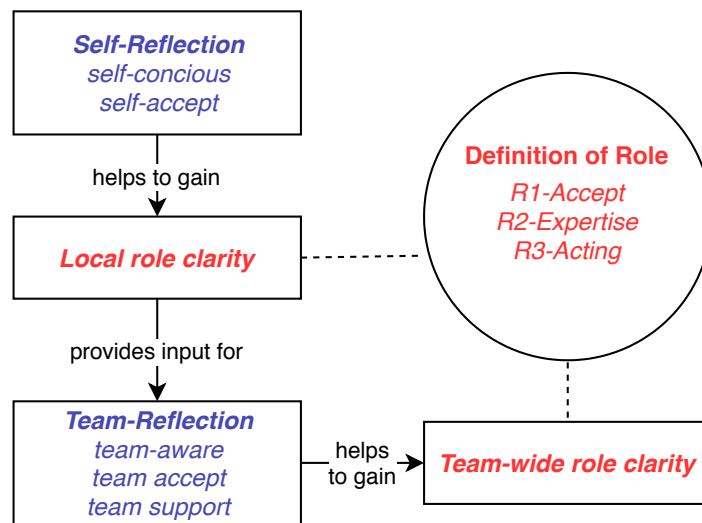 Self-Reflection
self-concious
self-accept
helps to gain
Local role clarity
provides input for
Team-Reflection
team-aware
team accept
team support
helps
to gain
Team-wide role clarity
Definition of Role
R1-Accept
R2-Expertise
R3-Acting